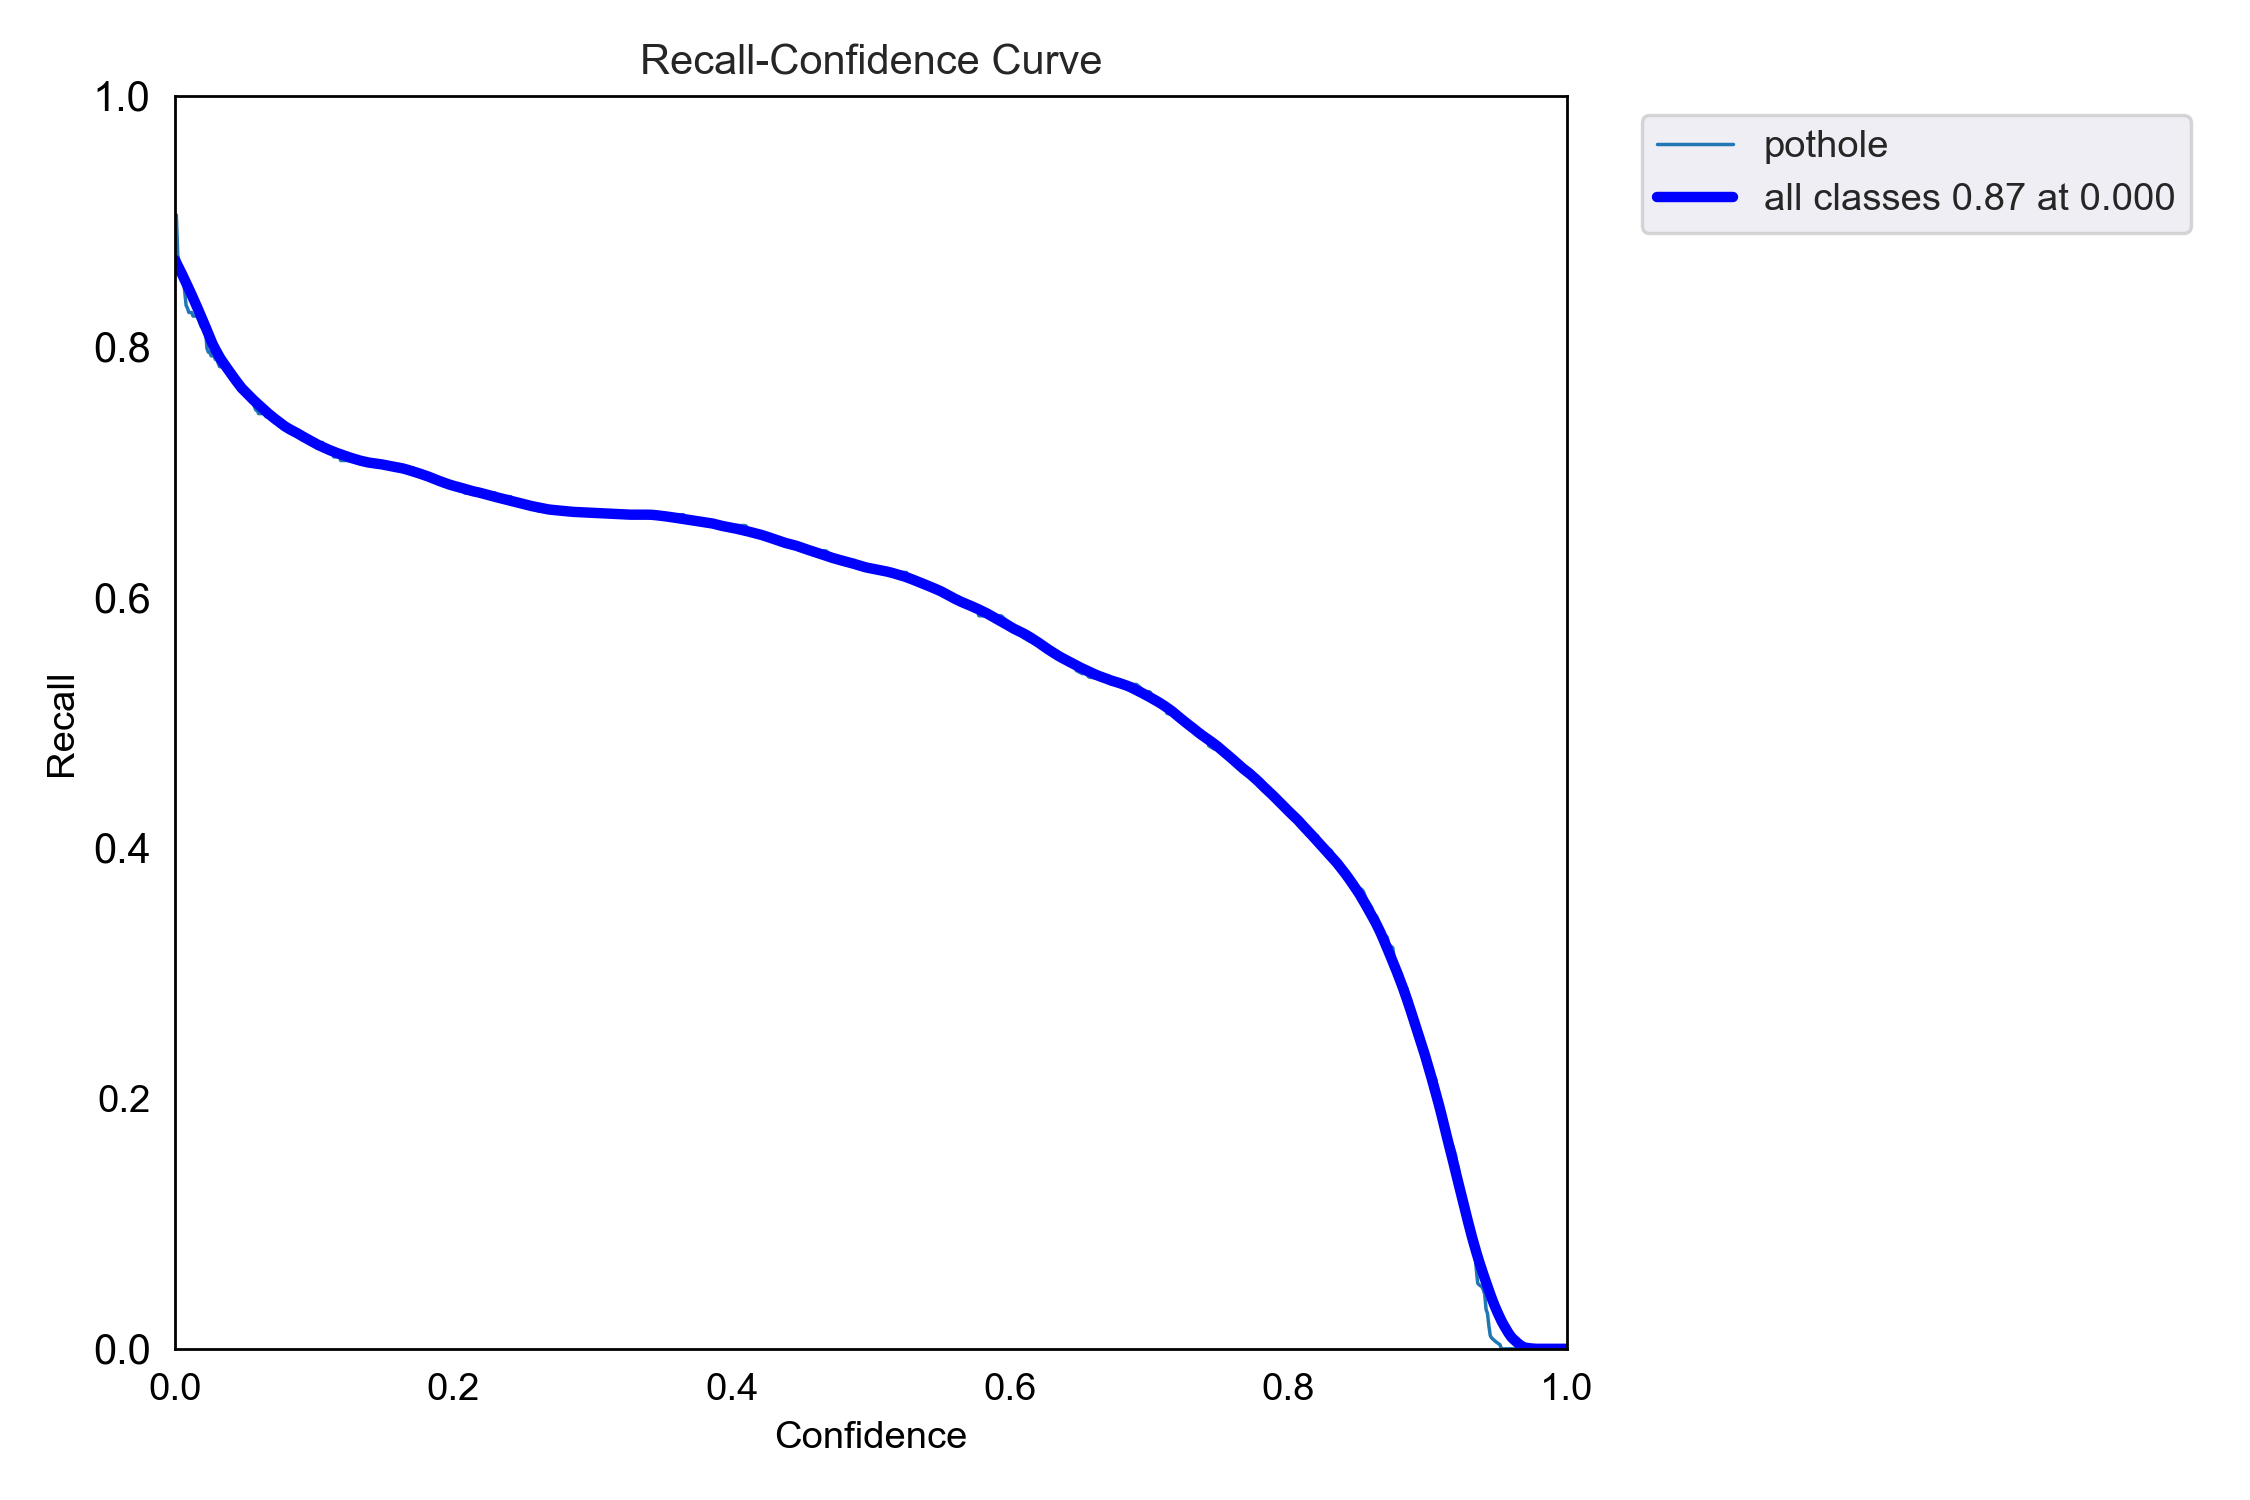 Recall-Confidence Curve
1.0
0.8
0.6
0.4
0.2
0.0
Recall
0.0 0.2 0.4 0.6 0.8 1.0
Confidence
pothole
all classes 0.87 at 0.000